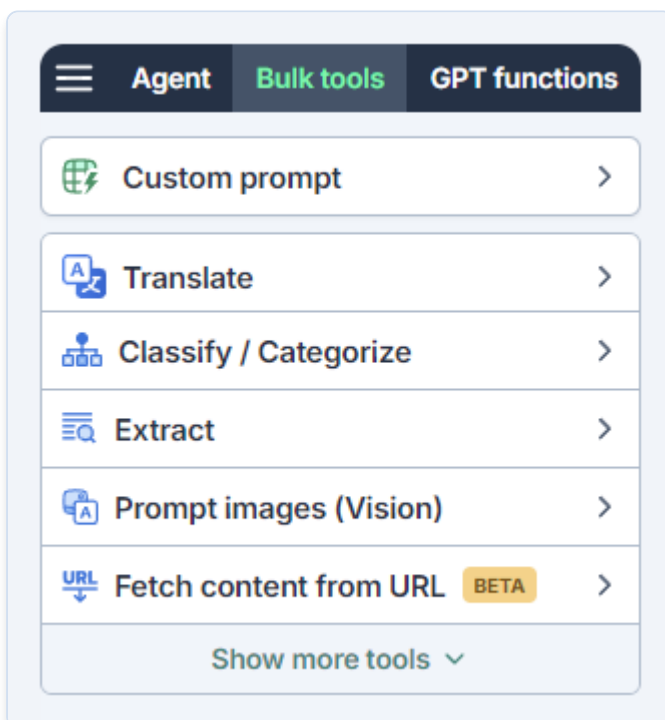 Agent Bulk tools GPT functions
Custom prompt
A
Translate
Classify / Categorize
Extract
A
Prompt images (Vision)
URL
Fetch content from URL BETA
Show more tools